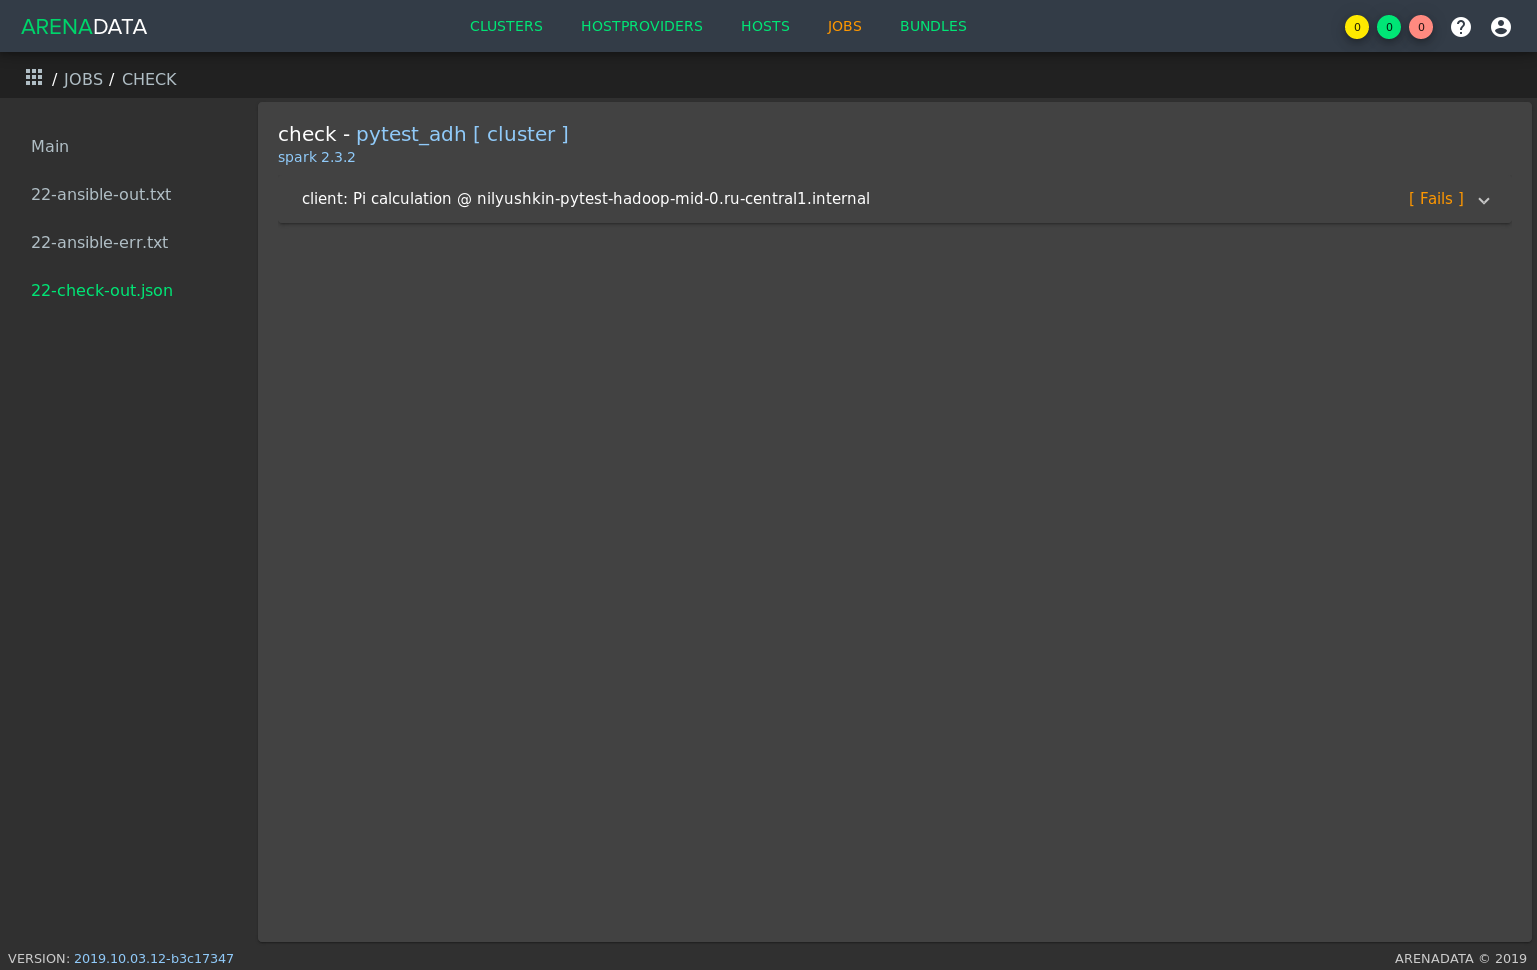 ARENADATA
CLUSTERS HOSTPROVIDERS HOSTS JOBS BUNDLES
0 0 0
/ JOBS / CHECK
Main
22-ansible-out.txt
22-ansible-err.txt
22-check-out.json
check - pytest_adh [ cluster ]
spark 2.3.2
client: Pi calculation @ nilyushkin-pytest-hadoop-mid-0.ru-central1.internal [ Fails ]
VERSION: 2019.10.03.12-b3c17347
ARENADATA © 2019